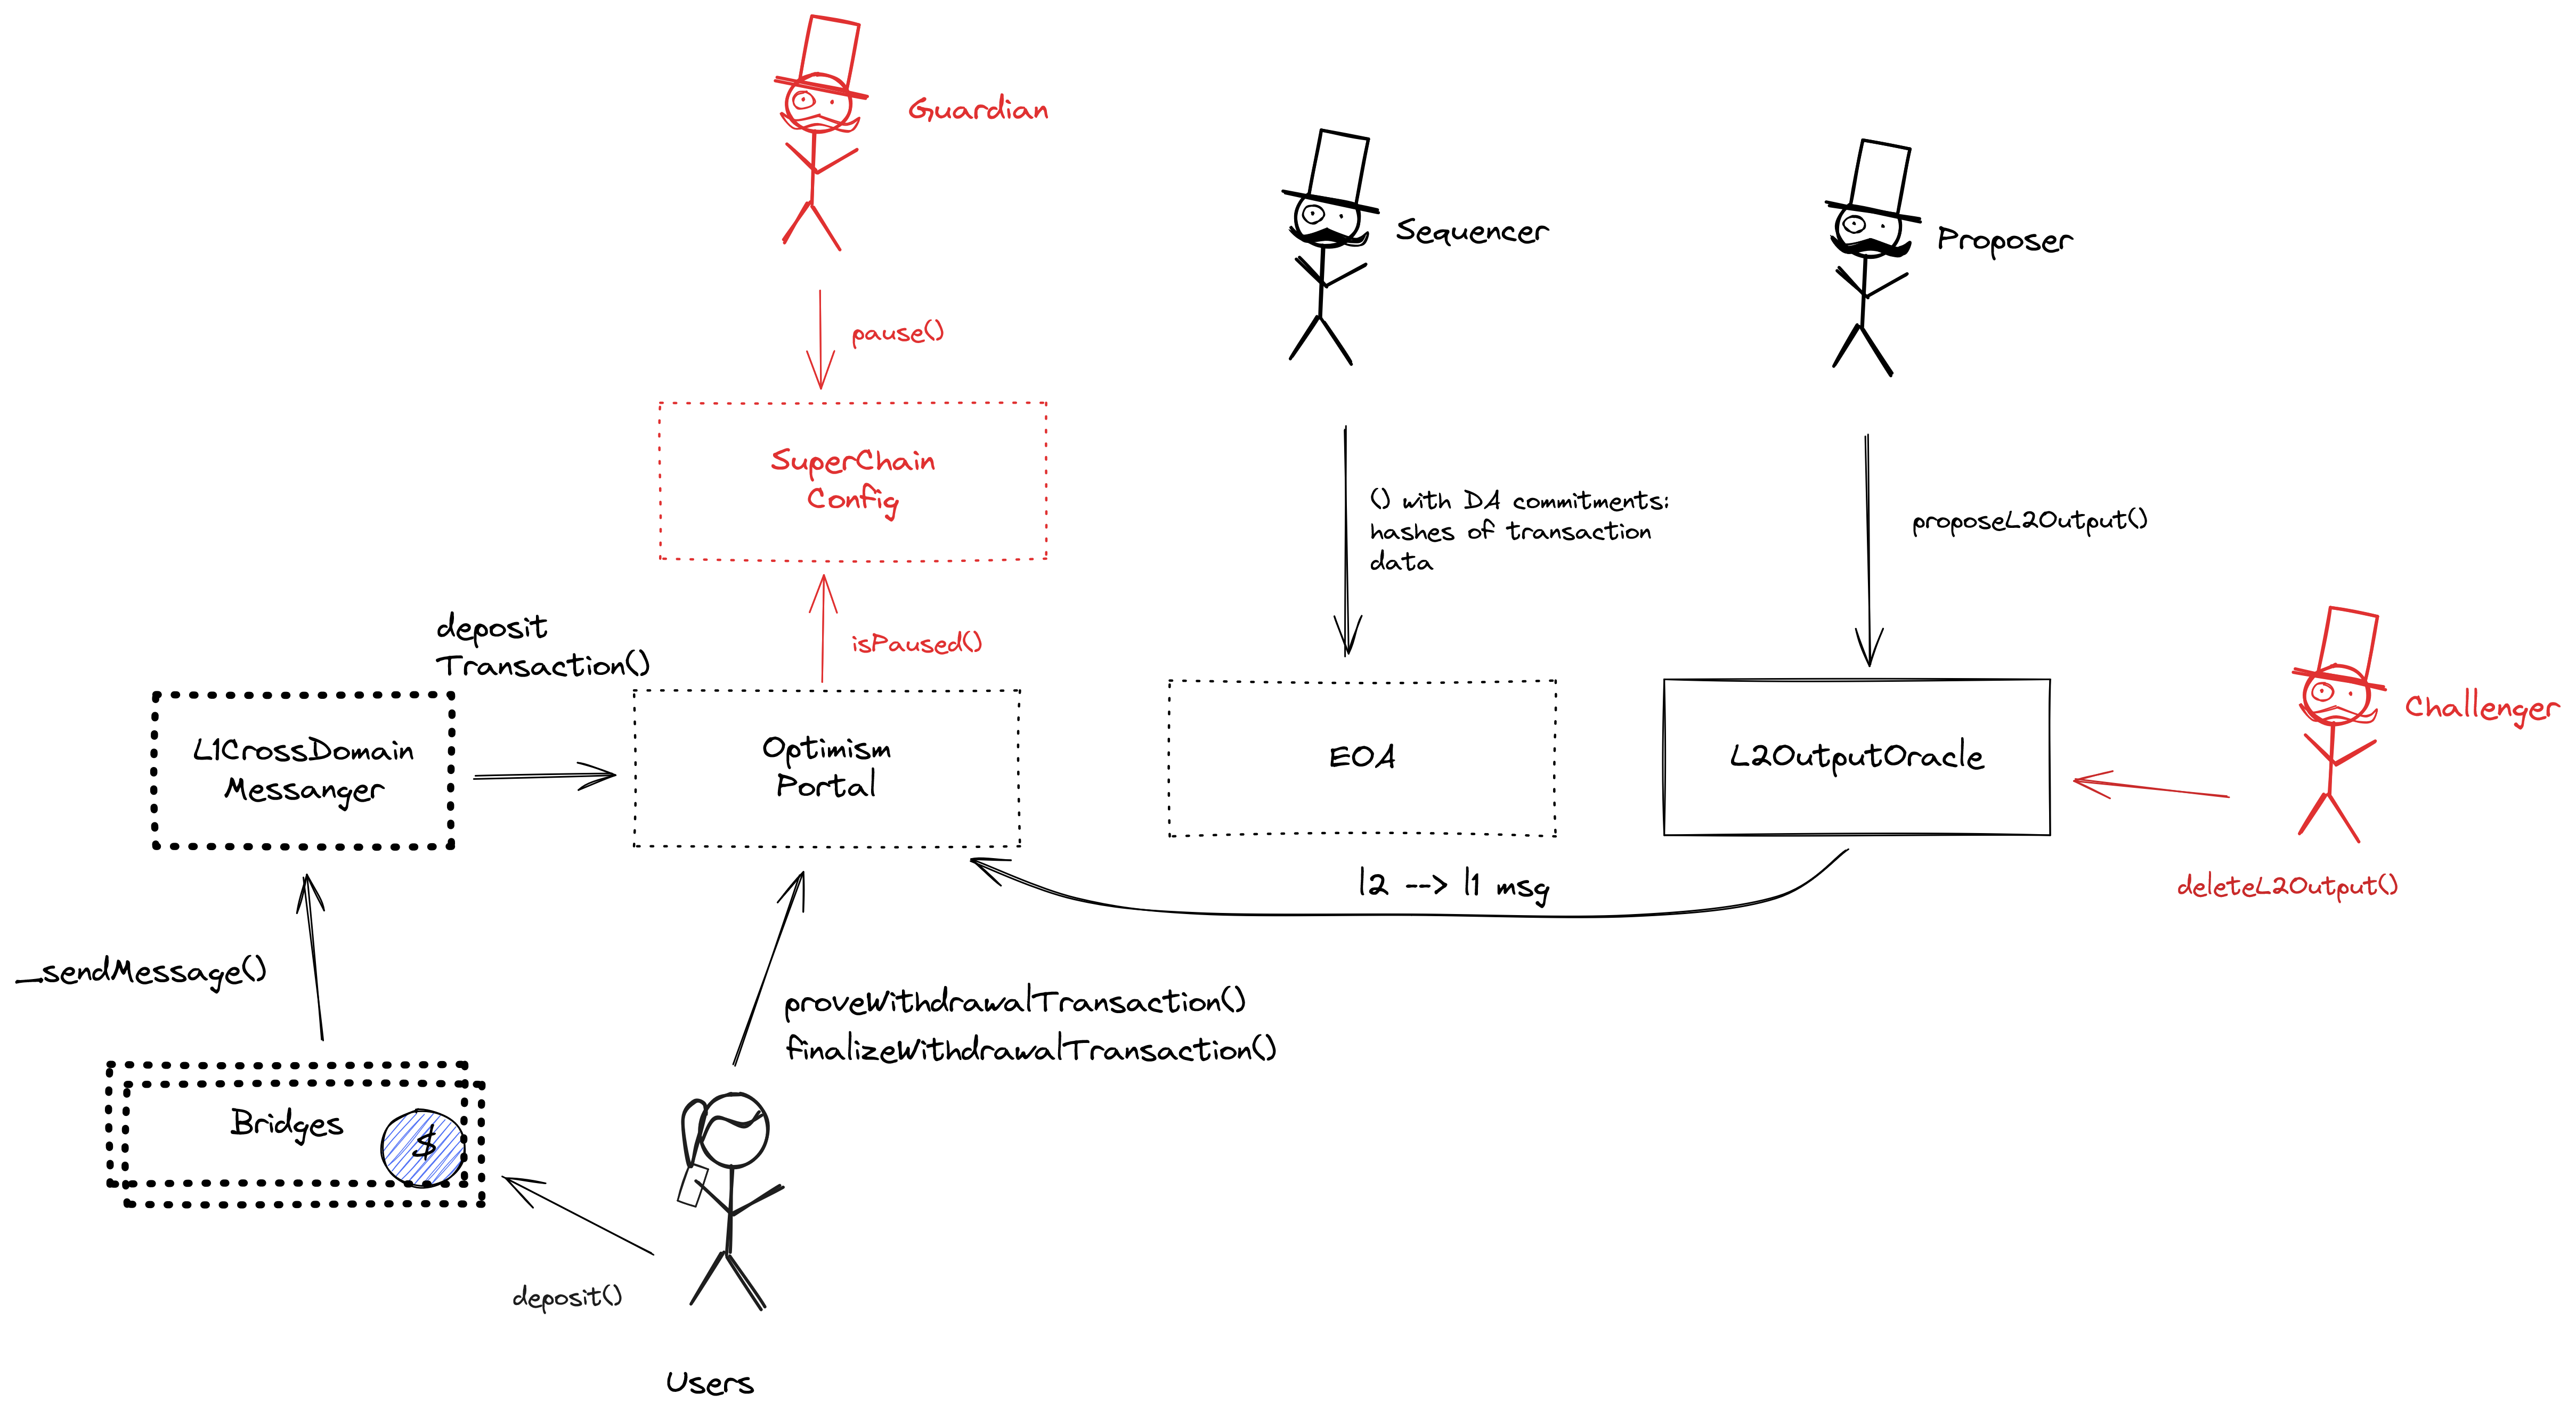 Guardian
Sequencer
Proposer
pause()
SuperChain
Config
() with DA commitments:
hashes of transaction
data
proposeL2Output()
deposit
Transaction()
isPaused()
L1CrossDomain
Messanger
Optimism
Portal
EOA
L2OutputOracle
Challenger
l2 --> l1 msg
deleteL2Output()
_sendMessage()
proveWithdrawalTransaction()
finalizeWithdrawalTransaction()
Bridges
$
deposit()
Users